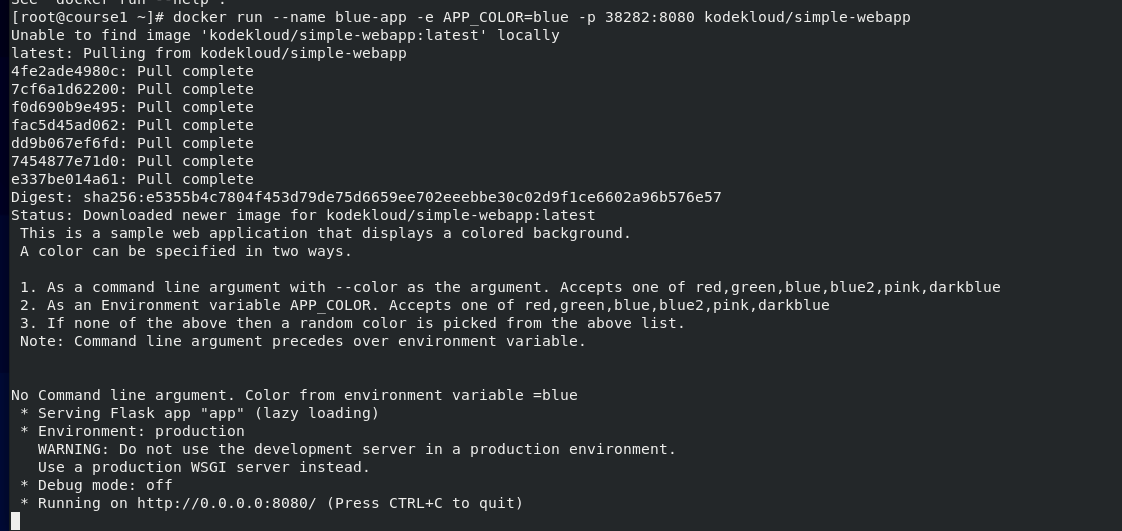 See 'docker run --help'.
[root@course1 ~]# docker run --name blue-app -e APP_COLOR=blue -p 38282:8080 kodekloud/simple-webapp
Unable to find image 'kodekloud/simple-webapp:latest' locally
latest: Pulling from kodekloud/simple-webapp
4fe2ade4980c: Pull complete
7cf6a1d62200: Pull complete
f0d690b9e495: Pull complete
fac5d45ad062: Pull complete
dd9b067ef6fd: Pull complete
7454877e71d0: Pull complete
e337be014a61: Pull complete
Digest: sha256:e5355b4c7804f453d79de75d6659ee702eeebbe30c02d9f1ce6602a96b576e57
Status: Downloaded newer image for kodekloud/simple-webapp:latest
 This is a sample web application that displays a colored background.
 A color can be specified in two ways.

 1. As a command line argument with --color as the argument. Accepts one of red,green,blue,blue2,pink,darkblue
 2. As an Environment variable APP_COLOR. Accepts one of red,green,blue,blue2,pink,darkblue
 3. If none of the above then a random color is picked from the above list.
 Note: Command line argument precedes over environment variable.


No Command line argument. Color from environment variable =blue
 * Serving Flask app "app" (lazy loading)
 * Environment: production
   WARNING: Do not use the development server in a production environment.
   Use a production WSGI server instead.
 * Debug mode: off
 * Running on http://0.0.0.0:8080/ (Press CTRL+C to quit)